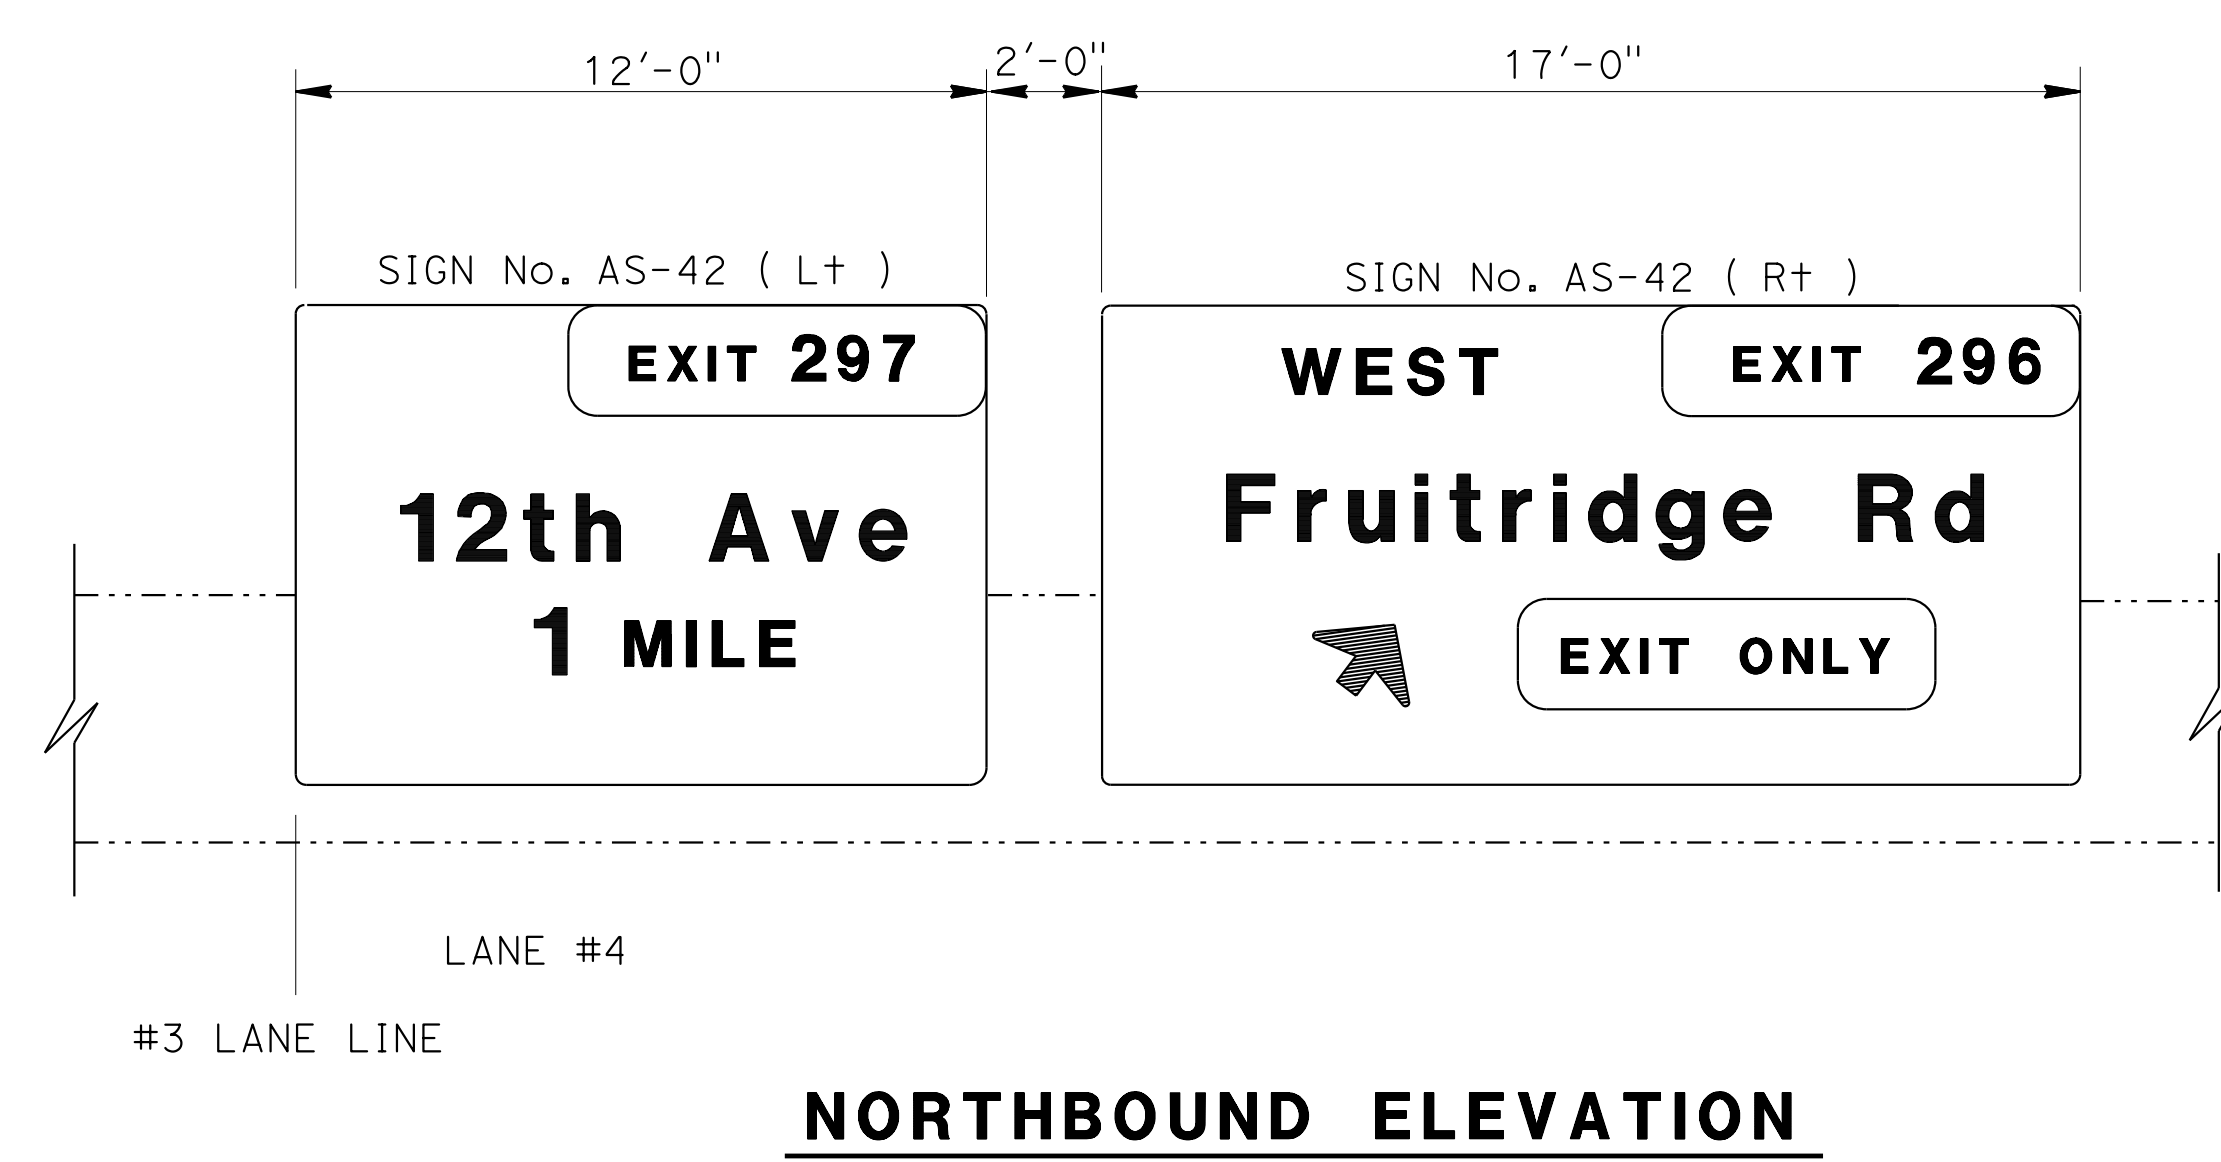 12'-0" 2'-0" 17'-0"
SIGN No. AS-42 ( Lt )
EXIT 297
12th Ave
1 MILE
SIGN No. AS-42 ( Rt )
WEST EXIT 296
Fruitridge Rd
EXIT ONLY
LANE #4
#3 LANE LINE
NORTHBOUND ELEVATION